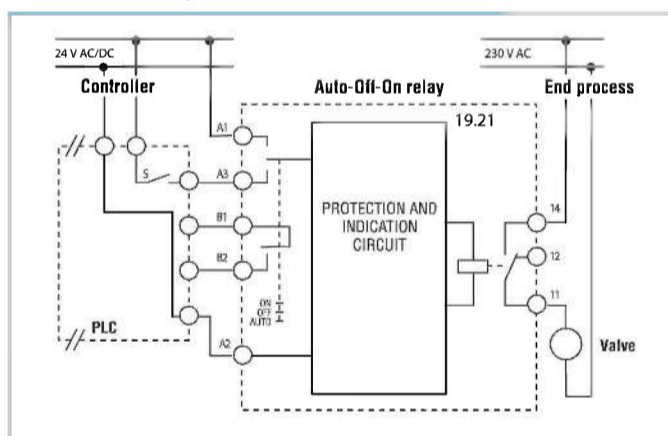 24 V AC/DC
230 V AC
Controller
Auto-Off-On relay
End process
19.21
A1
S
A3
PROTECTION AND
INDICATION
CIRCUIT
14
B1
12
B2
11
ON
OFF
AUTO
PLC
A2
Valve